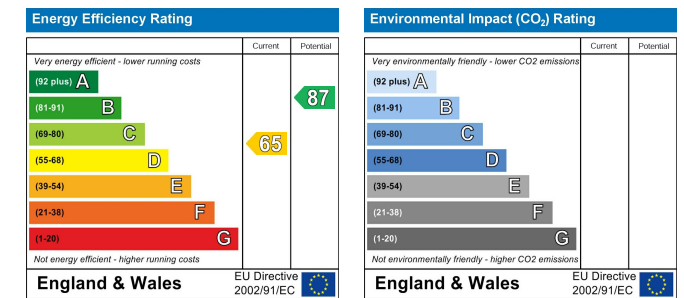 Energy Efficiency Rating
Current Potential
Very energy efficient - lower running costs
(92 plus) A
(81-91) B
87
(69-80) C
65
(55-68) D
(39-54) E
(21-38) F
(1-20) G
Not energy efficient - higher running costs
England & Wales
EU Directive
2002/91/EC
Environmental Impact (CO2) Rating
Current Potential
Very environmentally friendly - lower CO2 emissions
(92 plus) A
(81-91) B
(69-80) C
(55-68) D
(39-54) E
(21-38) F
(1-20) G
Not environmentally friendly - higher CO2 emissions
England & Wales
EU Directive
2002/91/EC